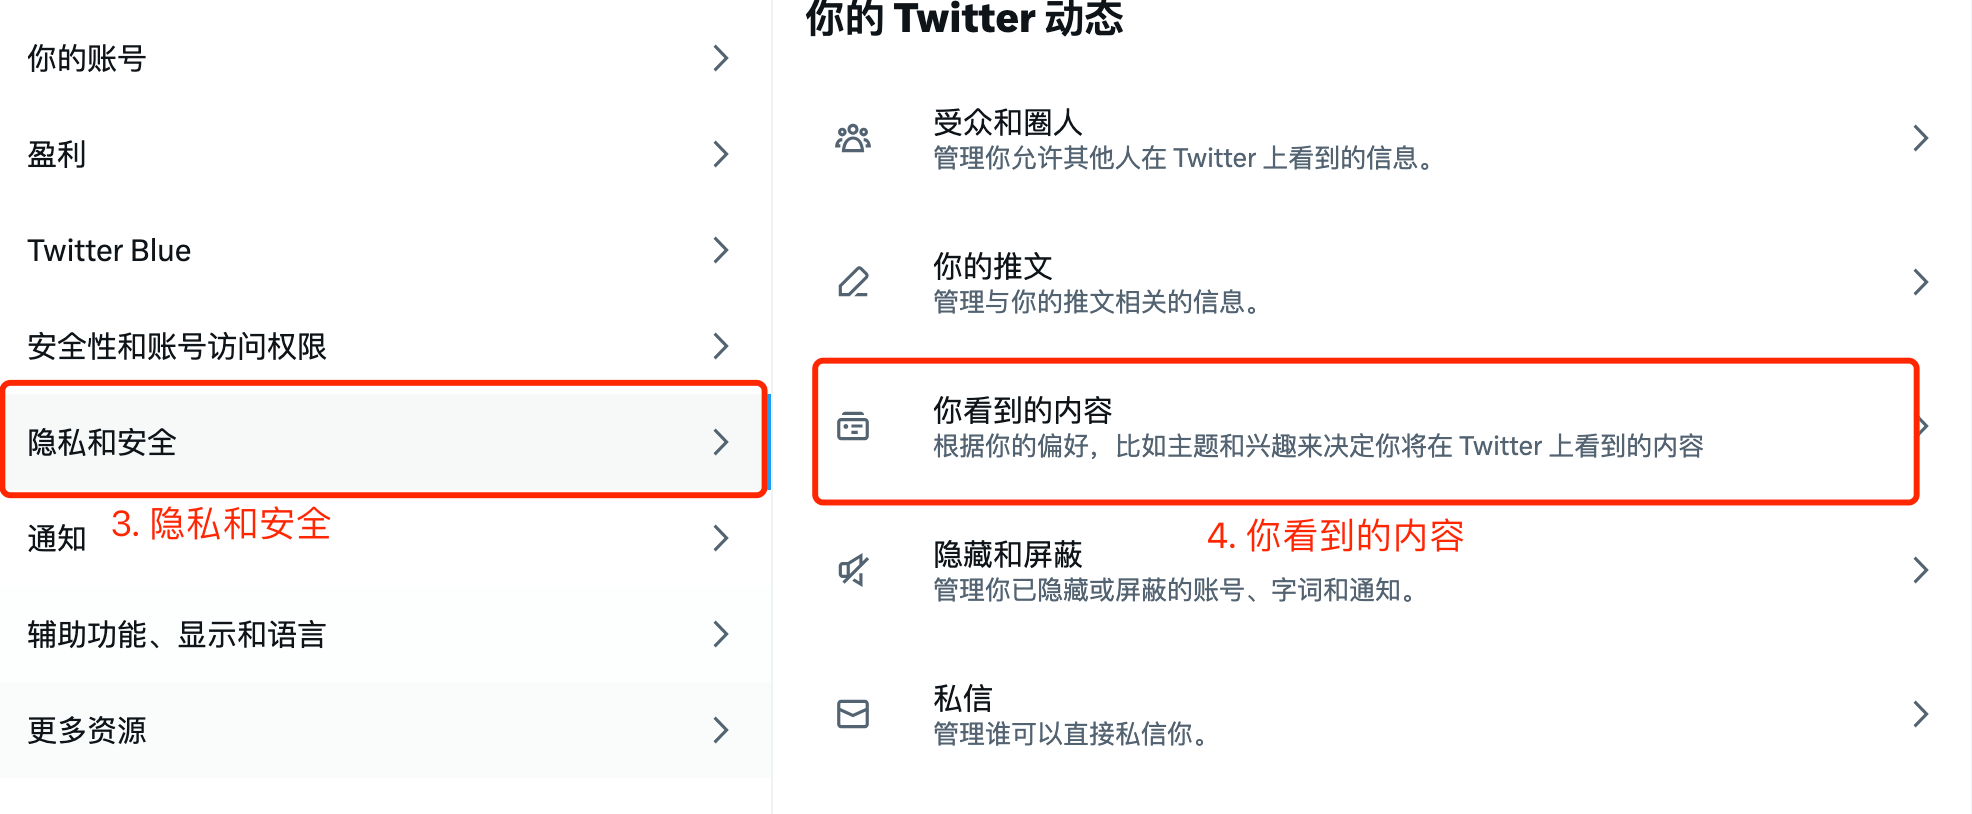 你的账号
盈利
Twitter Blue
安全性和账号访问权限
隐私和安全
3. 隐私和安全
通知
辅助功能、显示和语言
更多资源
你的 Twitter 动态
受众和圈人
管理你允许其他人在 Twitter 上看到的信息。
你的推文
管理与你的推文相关的信息。
你看到的内容
根据你的偏好，比如主题和兴趣来决定你将在 Twitter 上看到的内容
4. 你看到的内容
隐藏和屏蔽
管理你已隐藏或屏蔽的账号、字词和通知。
私信
管理谁可以直接私信你。